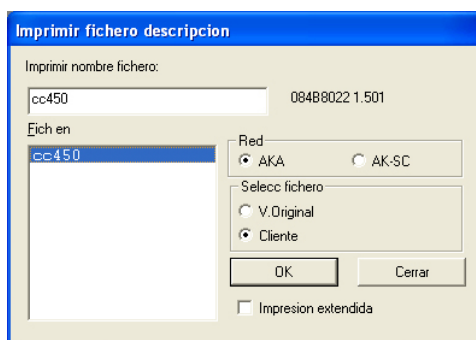 Imprimir fichero descripcion
Imprimir nombre fichero:
cc450 084B8022 1.501
Fich en
cc450
Red
AKA AK-SC
Selecc fichero
V.Original
Cliente
OK Cerrar
Impresion extendida